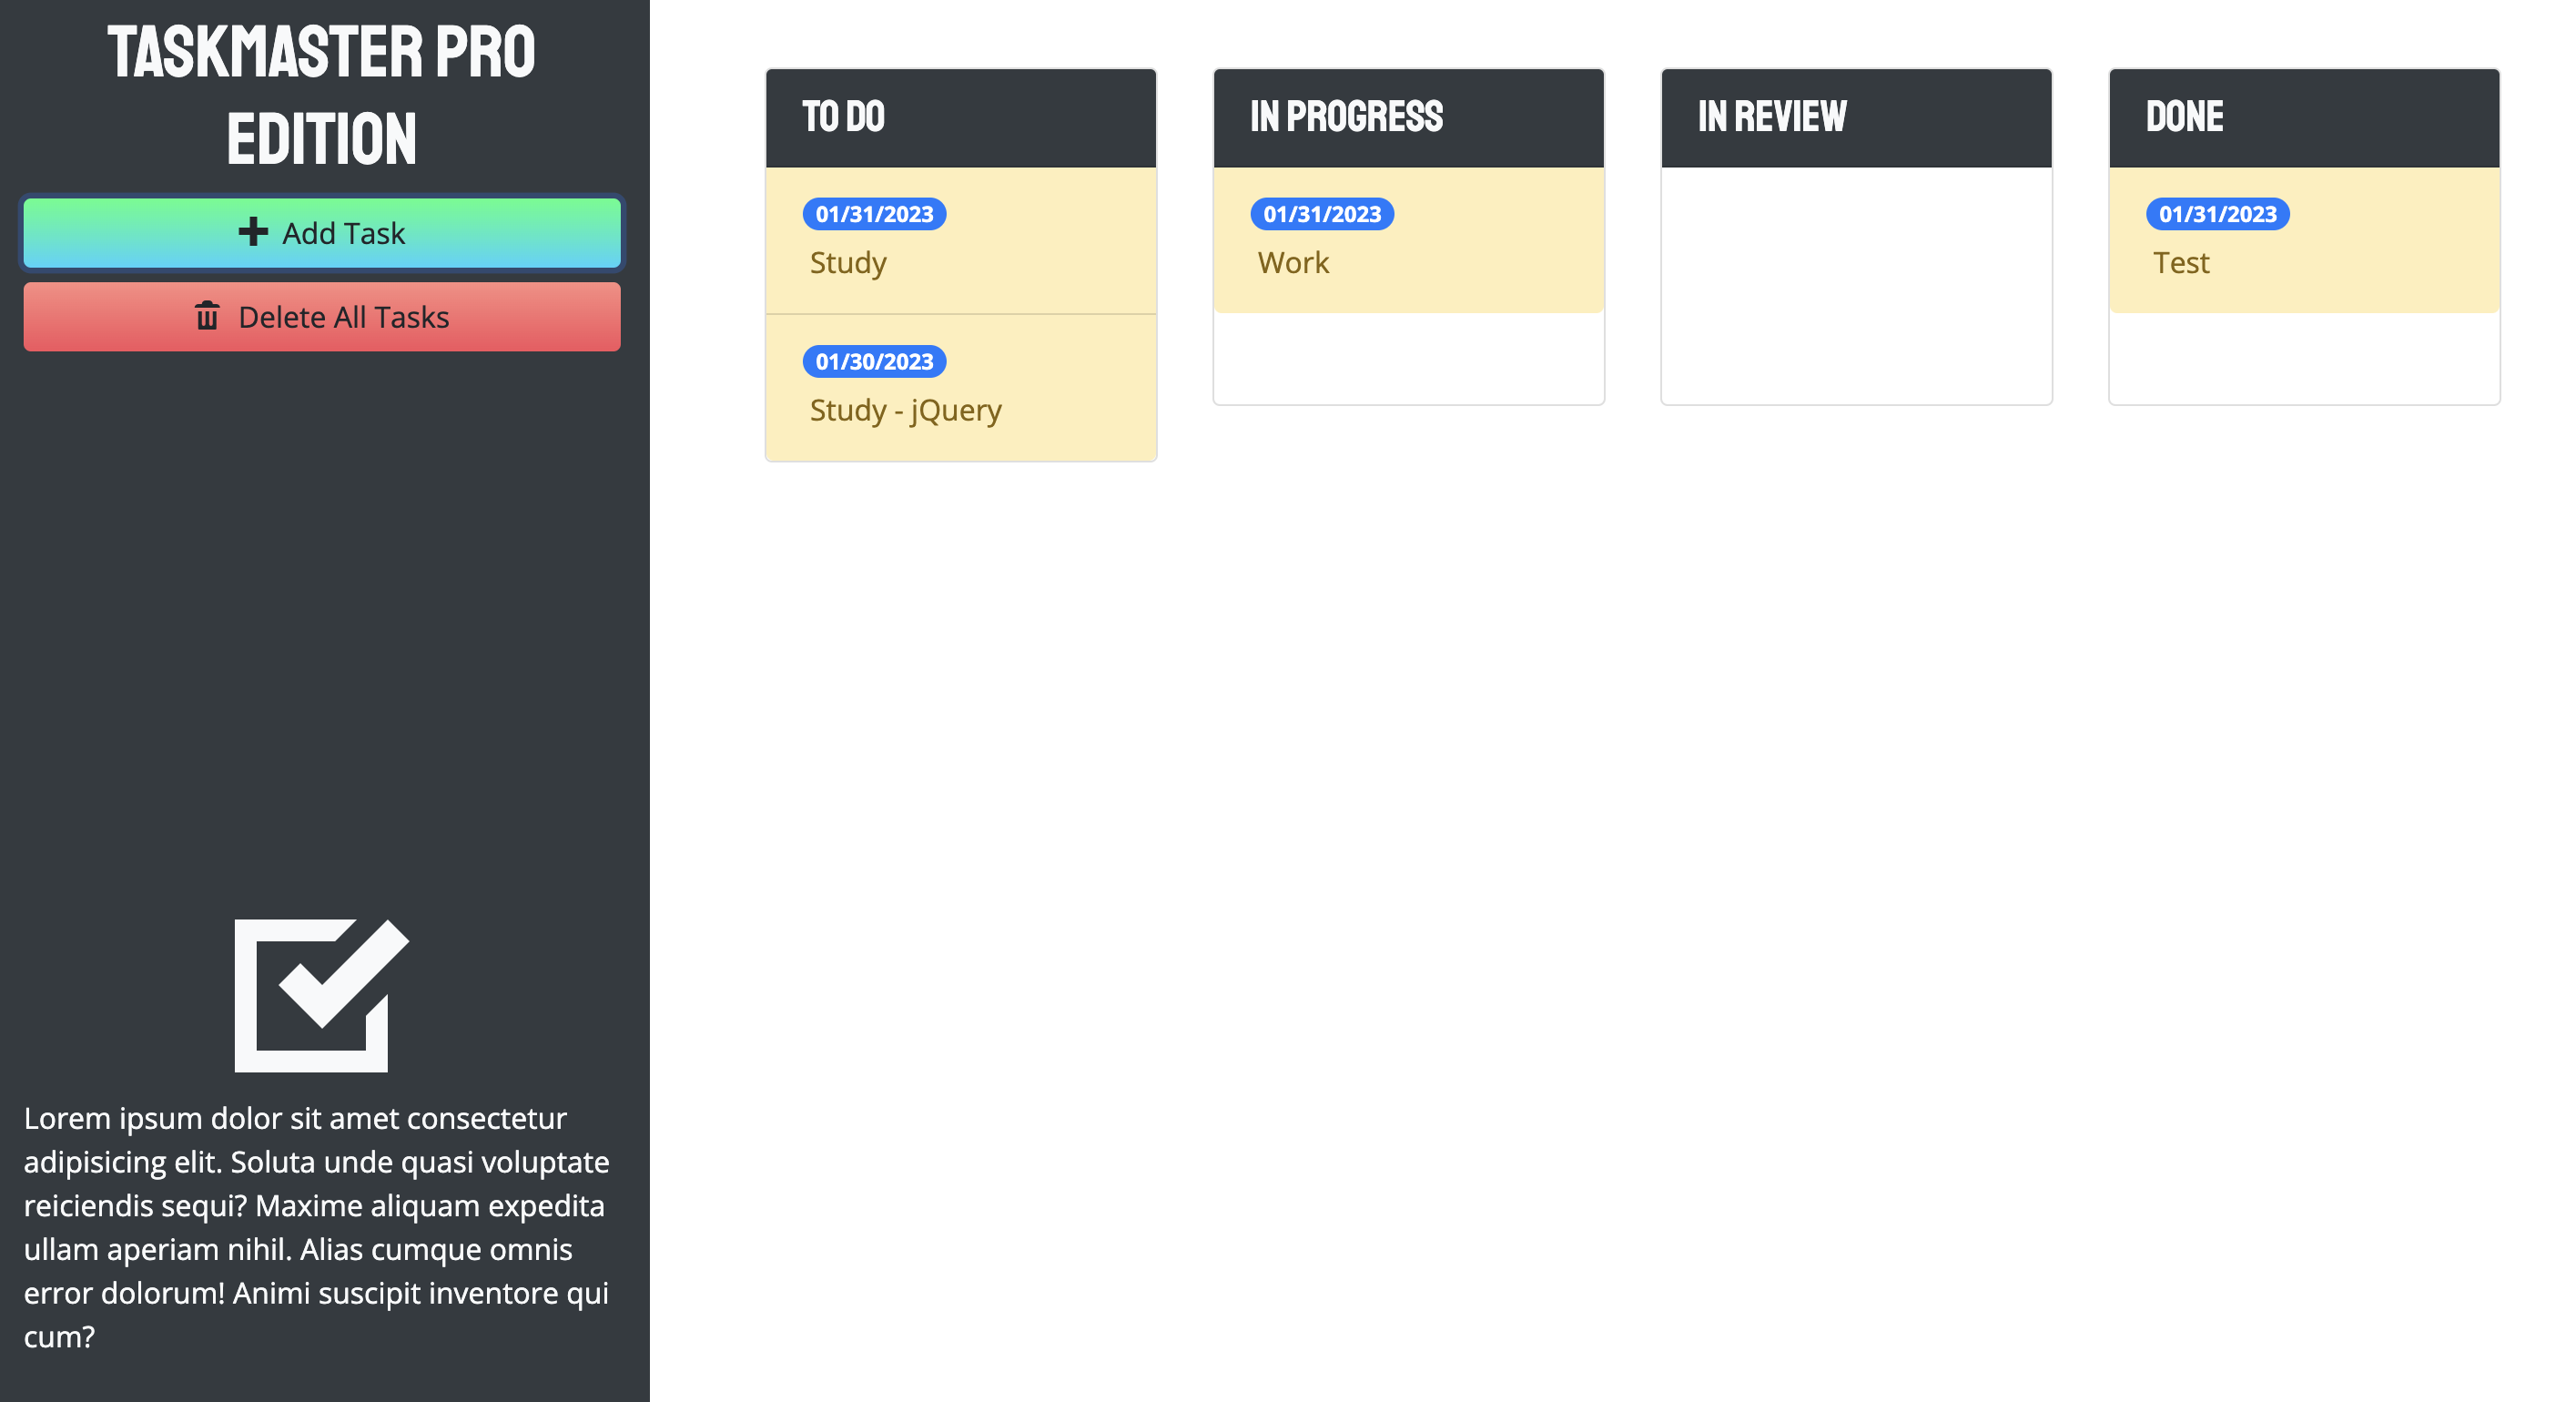 TASKMASTER PRO
EDITION
Add Task
Delete All Tasks
Lorem ipsum dolor sit amet consectetur
adipisicing elit. Soluta unde quasi voluptate
reiciendis sequi? Maxime aliquam expedita
ullam aperiam nihil. Alias cumque omnis
error dolorum! Animi suscipit inventore qui
cum?
TO DO
01/31/2023
Study
01/30/2023
Study - jQuery
IN PROGRESS
01/31/2023
Work
IN REVIEW
DONE
01/31/2023
Test